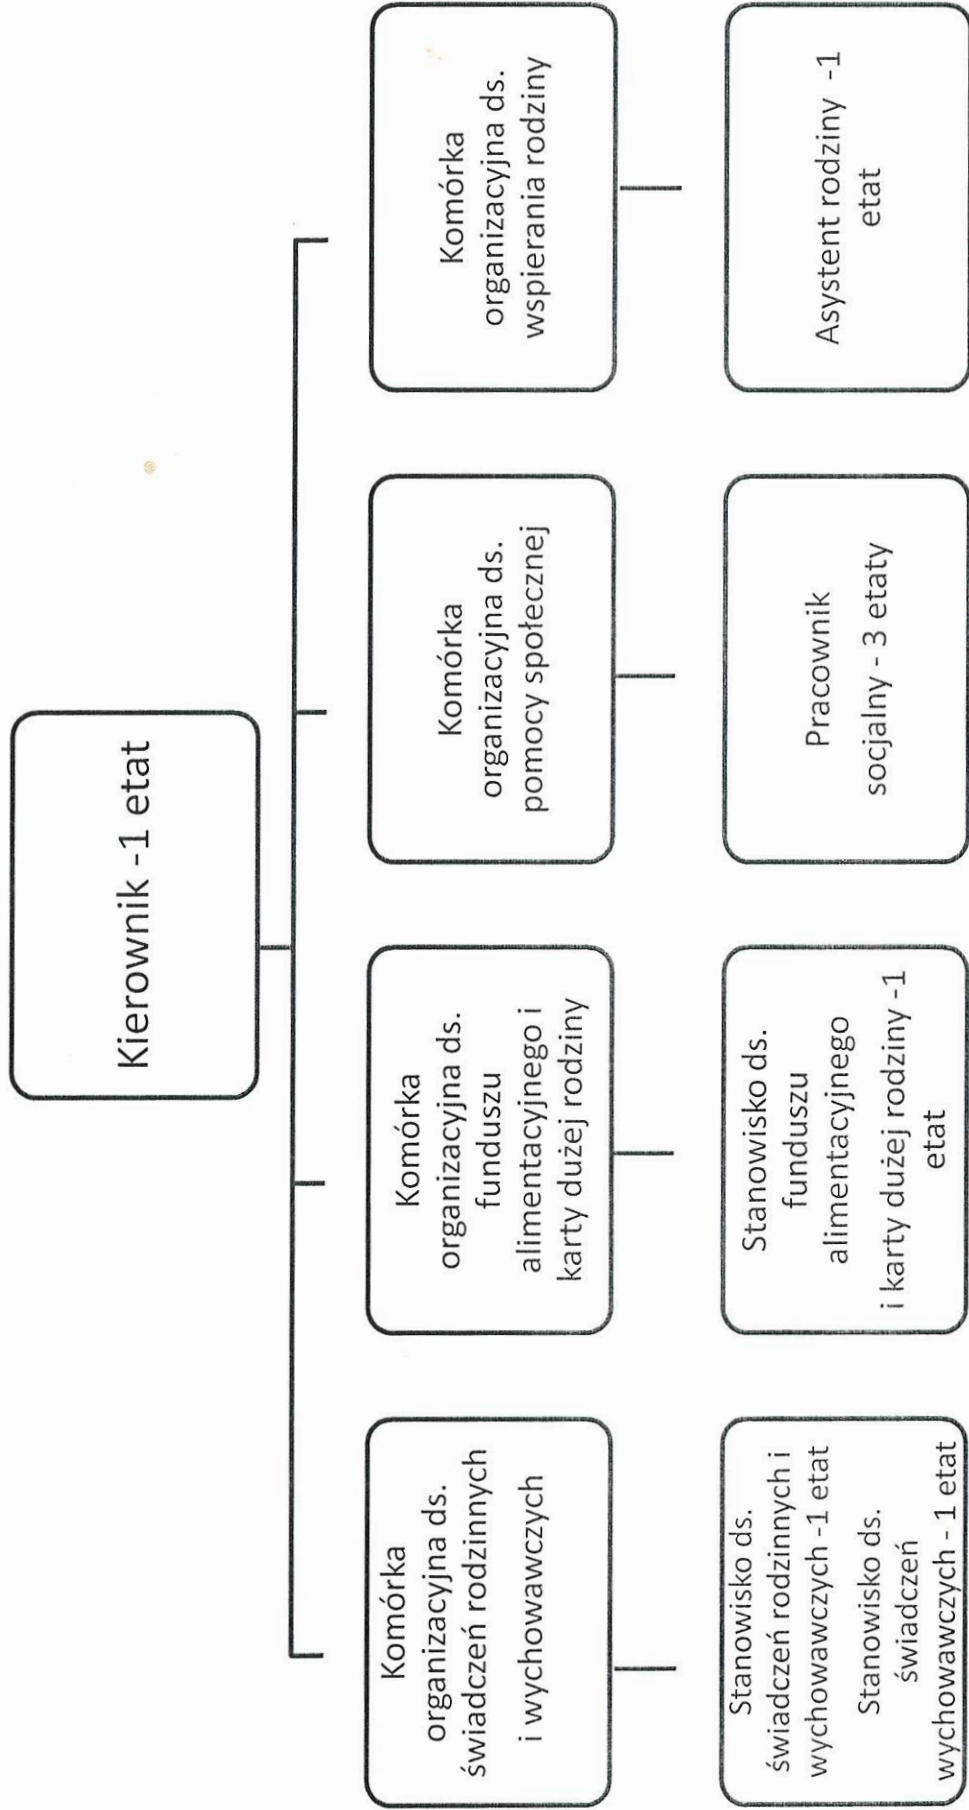 Kierownik -1 etat
Komórka
organizacyjna ds.
świadczeń rodzinnych
i wychowawczych
Komórka
organizacyjna ds.
funduszu
alimentacyjnego i
karty dużej rodziny
Komórka
organizacyjna ds.
pomocy społecznej
Komórka
organizacyjna ds.
wspierania rodziny
Stanowisko ds.
świadczeń rodzinnych i
wychowawczych -1 etat
Stanowisko ds.
świadczeń
wychowawczych - 1 etat
Stanowisko ds.
funduszu
alimentacyjnego
i karty dużej rodziny -1
etat
Pracownik
socjalny - 3 etaty
Asystent rodziny -1
etat